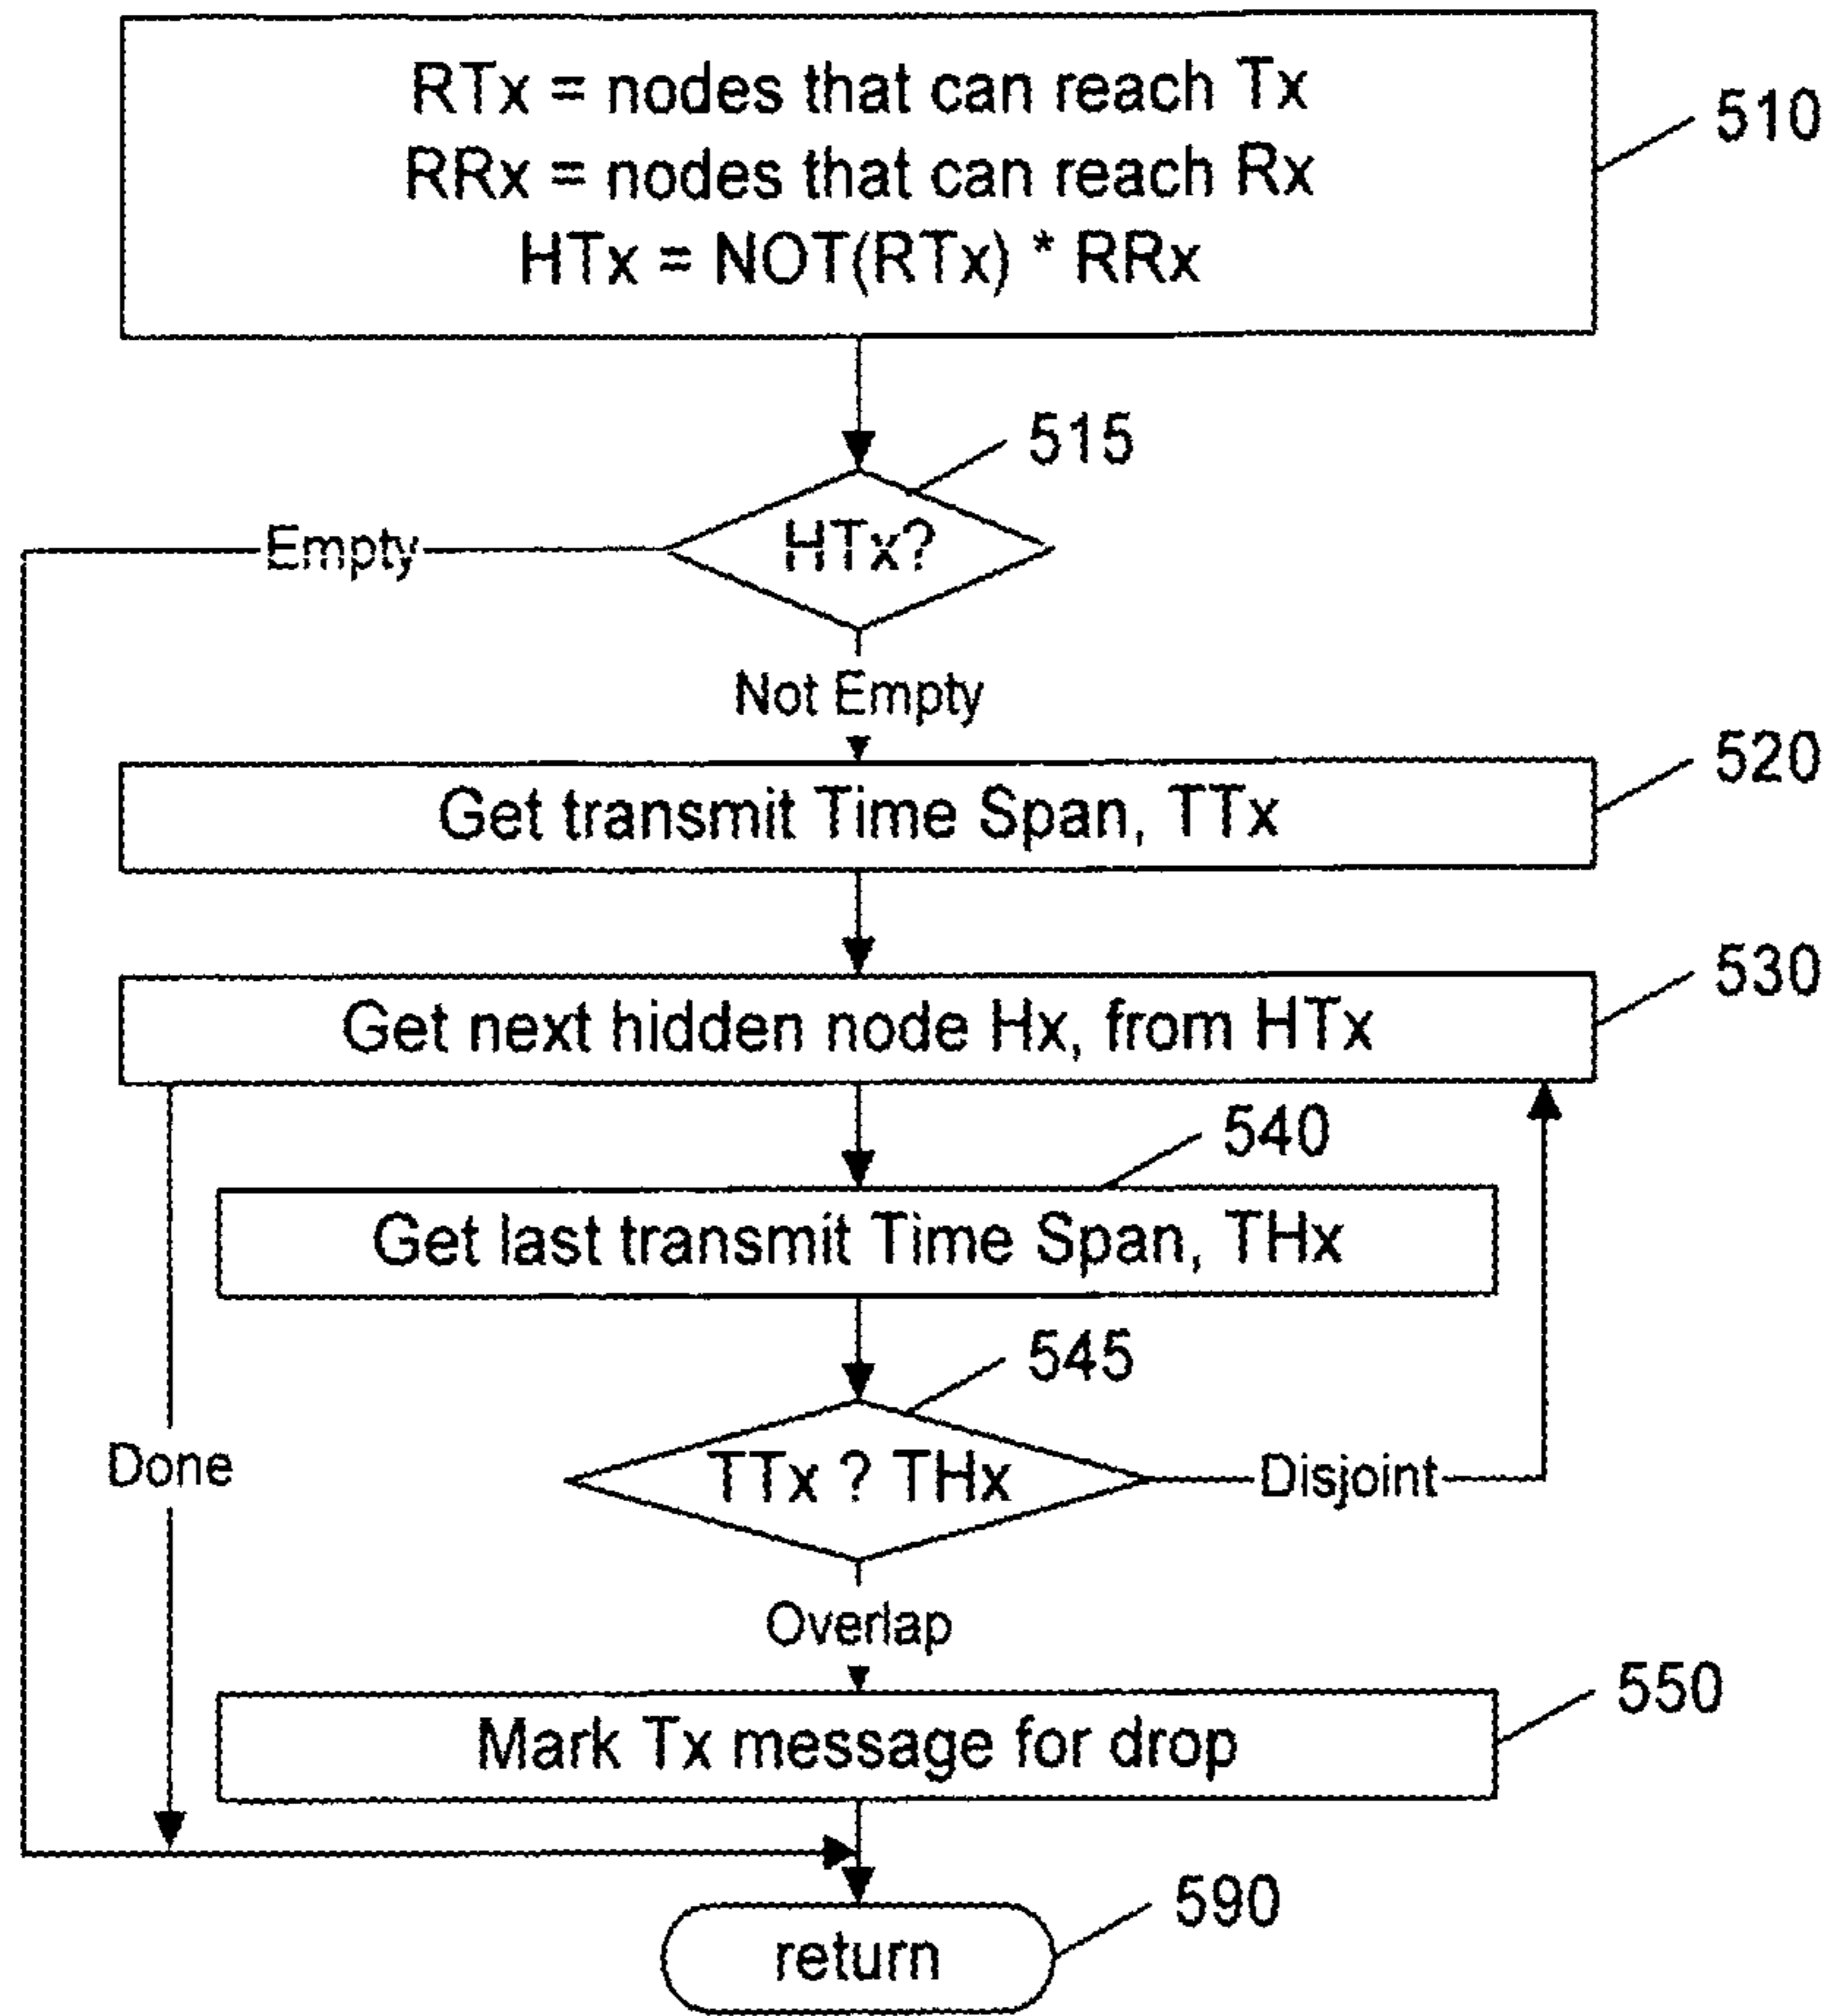 RTx = nodes that can reach Tx
RRx = nodes that can reach Rx
HTx = NOT(RTx) * RRx
510
515
HTx?
Empty
Not Empty
520
Get transmit Time Span, TTx
530
Get next hidden node Hx, from HTx
540
Get last transmit Time Span, THx
545
TTx ? THx
Disjoint
Done
Overlap
550
Mark Tx message for drop
590
return